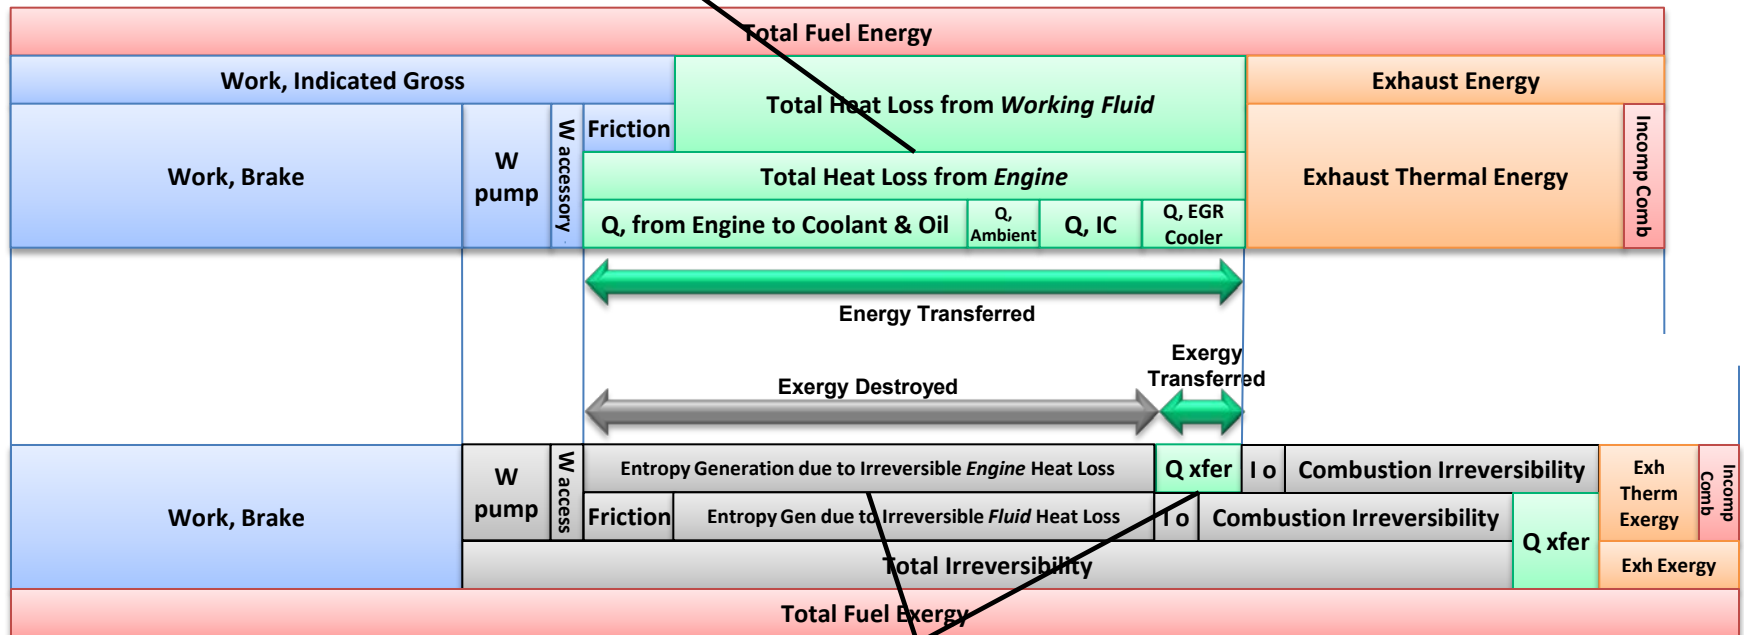 Total Fuel Energy
Work, Indicated Gross
Total Heat Loss from Working Fluid
Exhaust Energy
Work, Brake
W
pump
W accessory
Friction
Total Heat Loss from Engine
Exhaust Thermal Energy
Incomp Comb
Q, from Engine to Coolant & Oil
Q,
Ambient
Q, IC
Q, EGR
Cooler
Energy Transferred
Exergy Destroyed
Exergy
Transferred
Work, Brake
W
pump
W access
Entropy Generation due to Irreversible Engine Heat Loss
Q xfer
I o
Combustion Irreversibility
Exh
Therm
Exergy
Incomp
Comb
Friction
Entropy Gen due to Irreversible Fluid Heat Loss
I o
Combustion Irreversibility
Q xfer
Total Irreversibility
Exh Exergy
Total Fuel Exergy